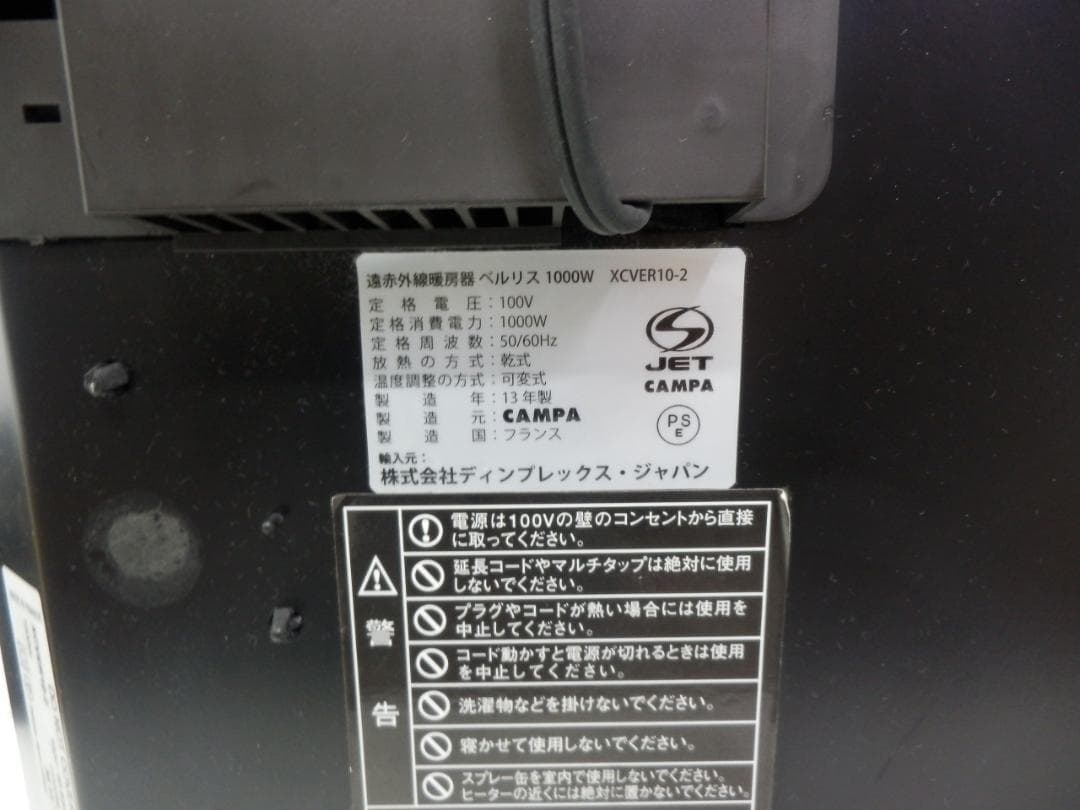 遠赤外線暖房器 ベルリス 1000W XCVER10-2
定格電圧：100V
定格消費電力：1000W
定格周波数：50/60Hz
放熱の方式：乾式
温度調整の方式：可変式
製造年：13年製
製造元：CAMPA
製造国：フランス
輸入元：
株式会社ディンプレックス・ジャパン
JET
CAMPA
PS
E
警告
電源は100Vの壁のコンセントから直接
に取ってください。
延長コードやマルチタップは絶対に使用
しないでください。
プラグやコードが熱い場合には使用を
中止してください。
コード動かすと電源が切れるときは使用
を中止してください。
洗濯物などを掛けないでください。
寝かせて使用しないでください。
スプレー缶を室内で使用しないでください。
ヒーターの近くには絶対に置かないでください。